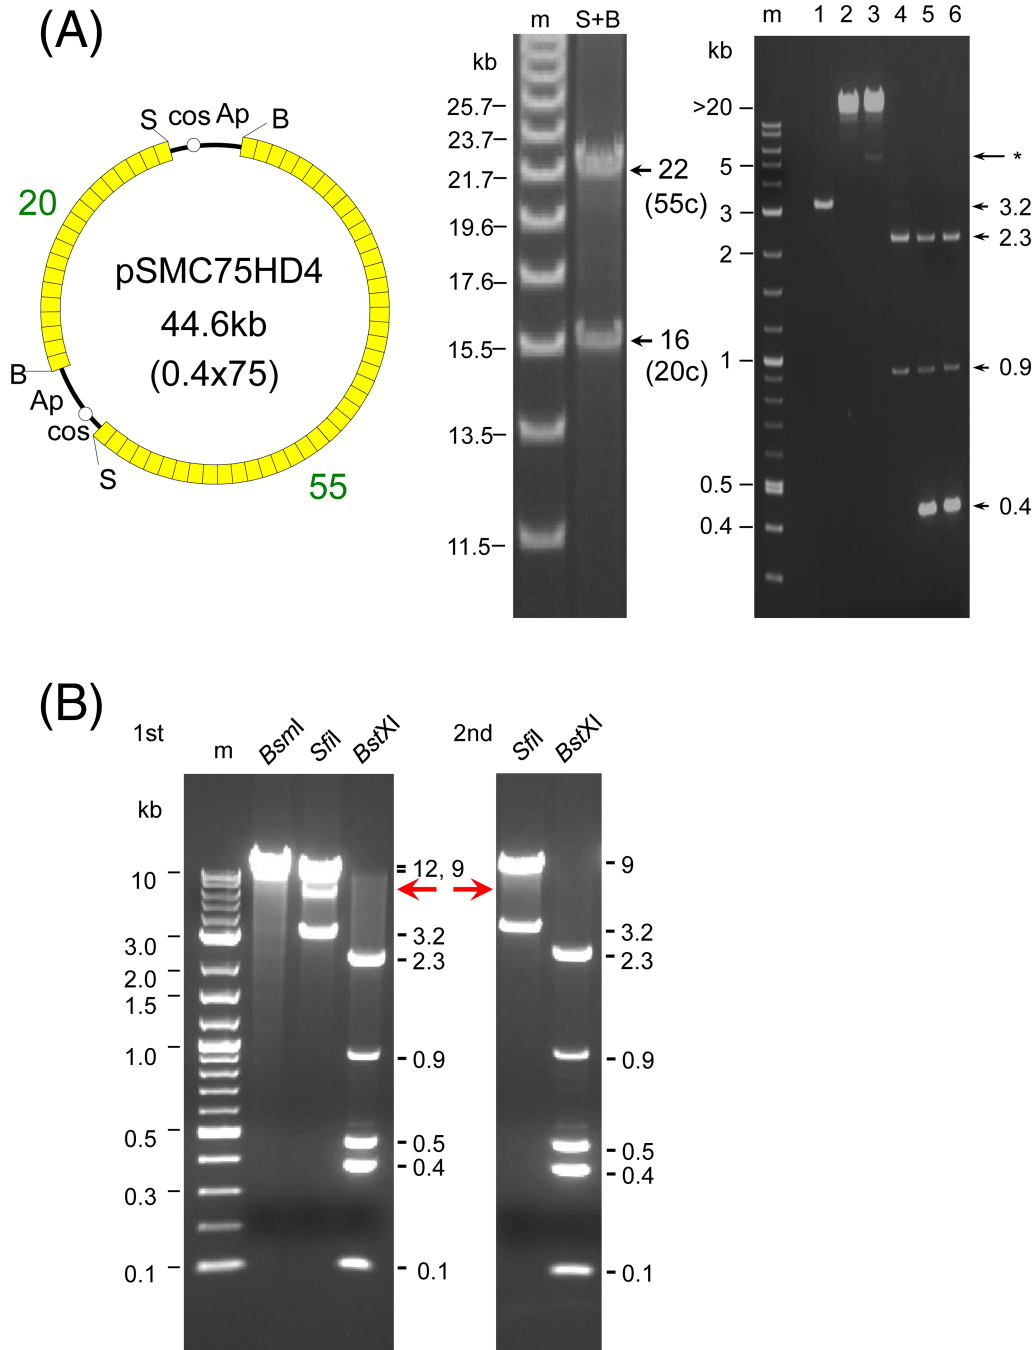 (A)
S cos Ap B
20
pSMC75HD4
44.6kb
(0.4x75)
B
Ap
cos
S
55
m S+B
kb
25.7
23.7
21.7
19.6
17.6
15.5
13.5
11.5
22
(55c)
16
(20c)
m 1 2 3 4 5 6
kb
>20
5
3
2
1
0.5
0.4
*
3.2
2.3
0.9
0.4
(B)
1st
m BsmI SfiI BstXI
kb
10
3.0
2.0
1.5
1.0
0.5
0.3
0.1
12, 9
3.2
2.3
0.9
0.5
0.4
0.1
2nd
SfiI BstXI
9
3.2
2.3
0.9
0.5
0.4
0.1